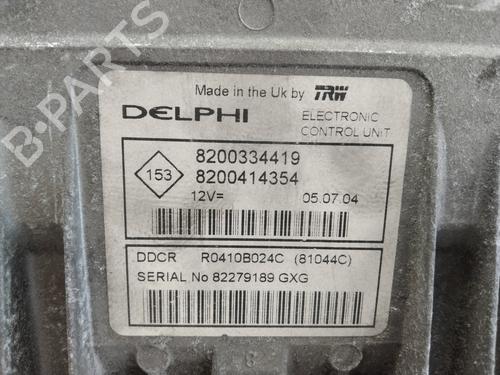 Made in the Uk by TRW
DELPHI ELECTRONIC
CONTROL UNIT
153 8200334419
8200414354
12V= 05.07.04
DDCR R0410B024C (81044C)
SERIAL No 82279189 GXG
B-PARTS